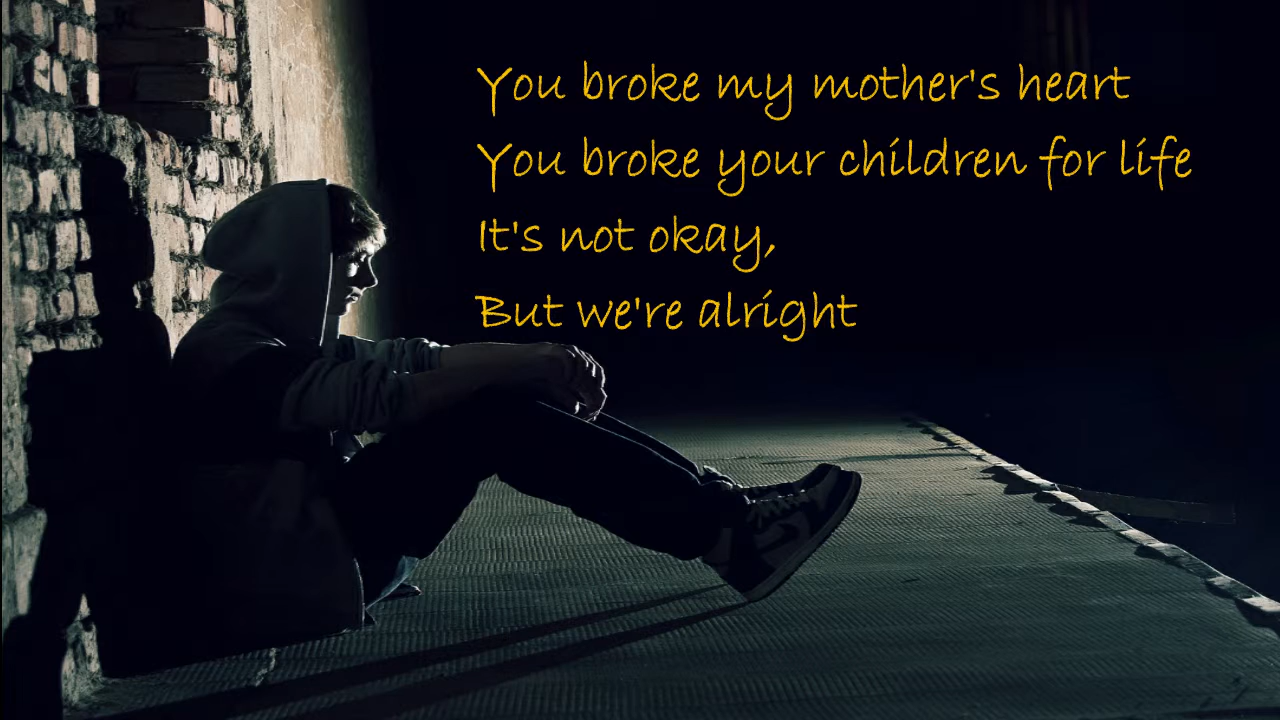 You broke my mother's heart
You broke your children for life
It's not okay,
But we're alright